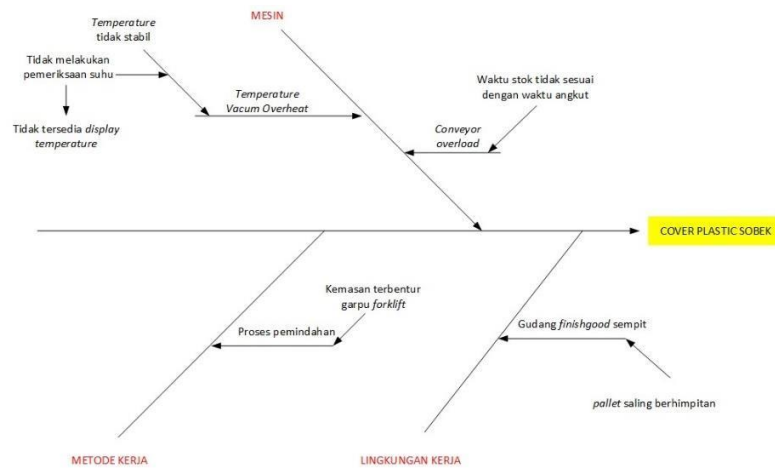 MESIN
Temperature
tidak stabil
Tidak melakukan
pemeriksaan suhu
Tidak tersedia display
temperature
Temperature
Vacum Overheat
Waktu stok tidak sesuai
dengan waktu angkut
Conveyor
overload
COVER PLASTIC SOBEK
Kemasan terbentur
garpu forklift
Proses pemindahan
Gudang finishgood sempit
pallet saling berhimpitan
METODE KERJA
LINGKUNGAN KERJA